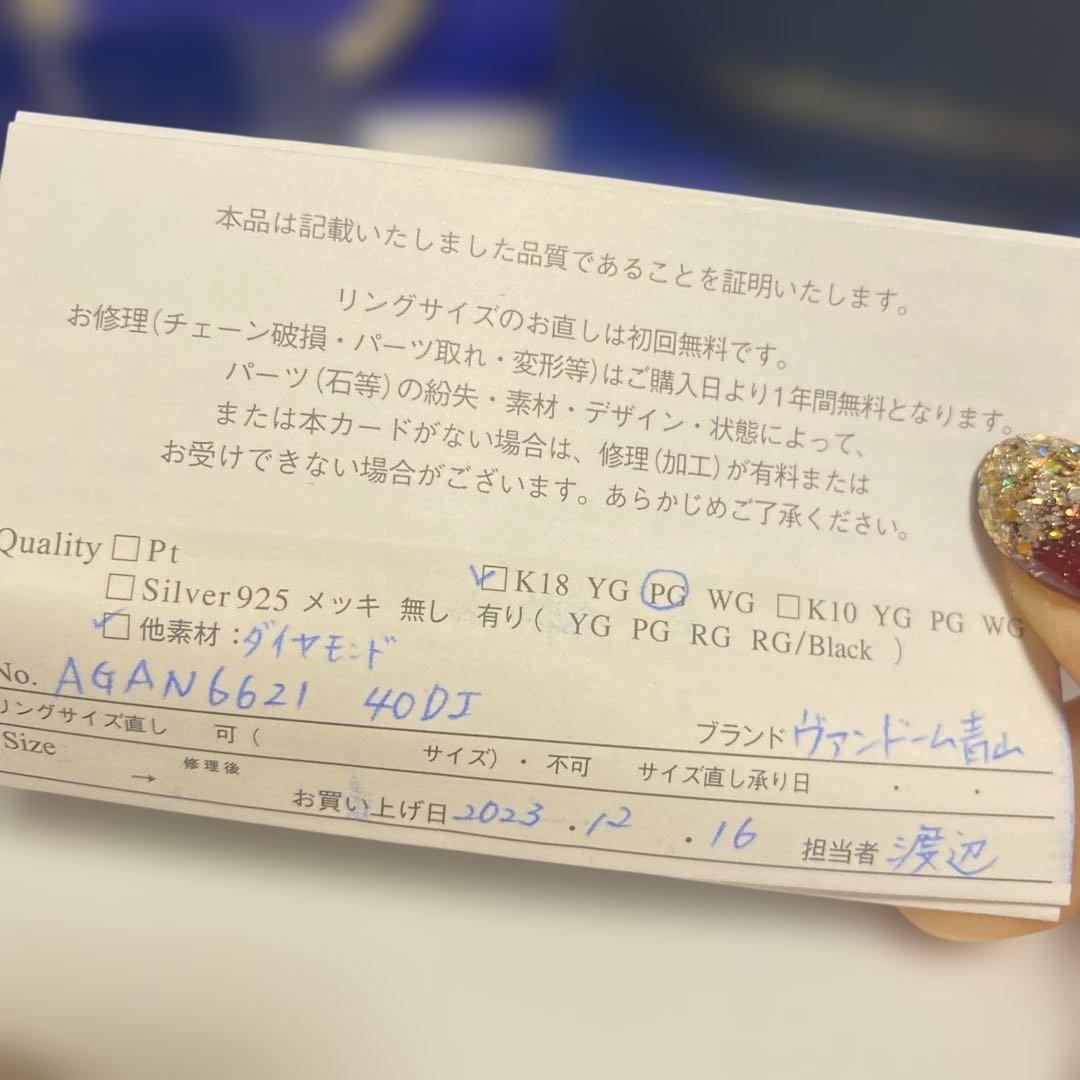 本品は記載いたしました品質であることを証明いたします。
リングサイズのお直しは初回無料です。
お修理(チェーン破損・パーツ取れ・変形等)はご購入日より1年間無料となります。
パーツ(石等)の紛失・素材・デザイン・状態によって、
または本カードがない場合は、修理(加工)が有料または
お受けできない場合がございます。あらかじめご了承ください。
Quality □Pt ✓□K18 YG PG WG □K10 YG PG WG
□Silver925 メッキ 無し 有り( YG PG RG RG/Black )
✓□他素材:ダイヤモンド
No. AGAN6621 40DI ブランド ヴァンドーム青山
リングサイズ直し 可( サイズ)・不可 サイズ直し承り日 ・ ・
Size → 修理後
お買い上げ日 2023 . 12 . 16 担当者 渡辺